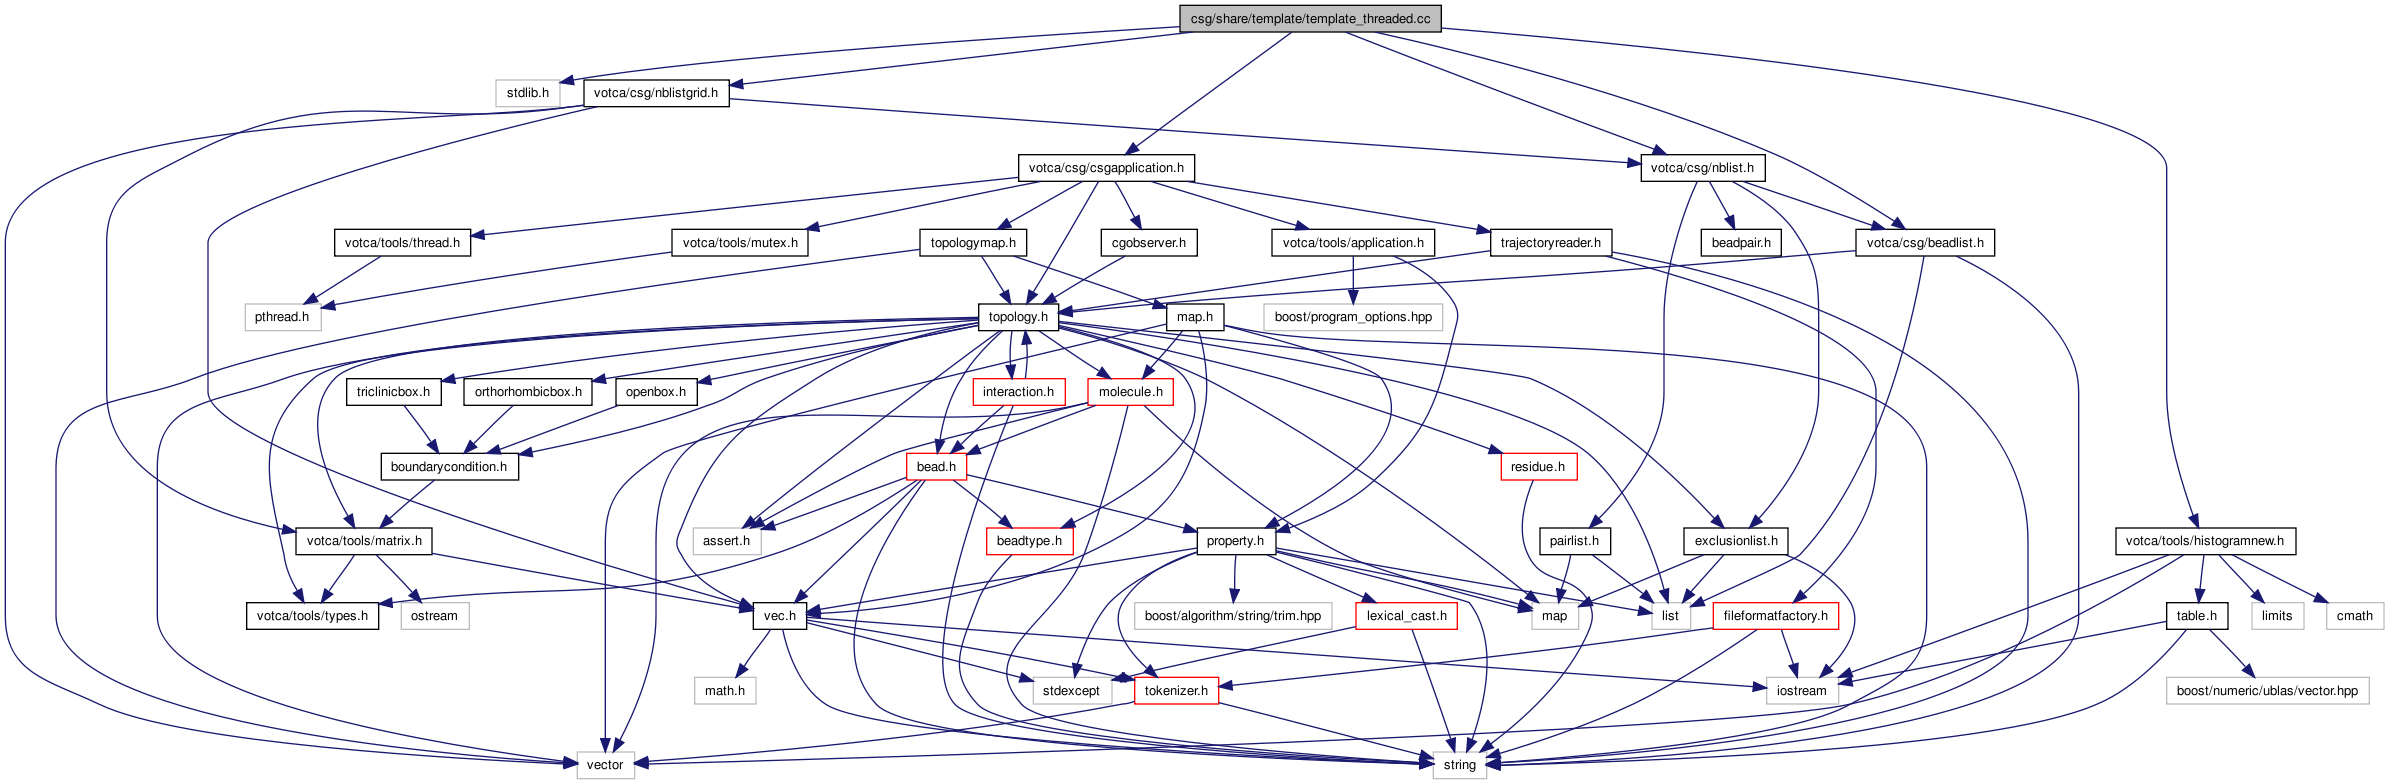 csg/share/template/template_threaded.cc
stdlib.h
votca/csg/nblistgrid.h
votca/csg/csgapplication.h
votca/csg/nblist.h
votca/tools/thread.h
votca/tools/mutex.h
topologymap.h
cgobserver.h
votca/tools/application.h
trajectoryreader.h
beadpair.h
votca/csg/beadlist.h
pthread.h
topology.h
map.h
boost/program_options.hpp
triclinicbox.h
orthorhombicbox.h
openbox.h
interaction.h
molecule.h
boundarycondition.h
bead.h
residue.h
votca/tools/matrix.h
assert.h
beadtype.h
property.h
pairlist.h
exclusionlist.h
votca/tools/histogramnew.h
votca/tools/types.h
ostream
vec.h
boost/algorithm/string/trim.hpp
lexical_cast.h
map
list
fileformatfactory.h
table.h
limits
cmath
math.h
stdexcept
tokenizer.h
iostream
boost/numeric/ublas/vector.hpp
vector
string